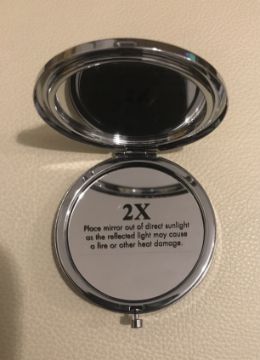 2X
Place mirror out of direct sunlight
as the reflected light may cause
a fire or other heat damage.